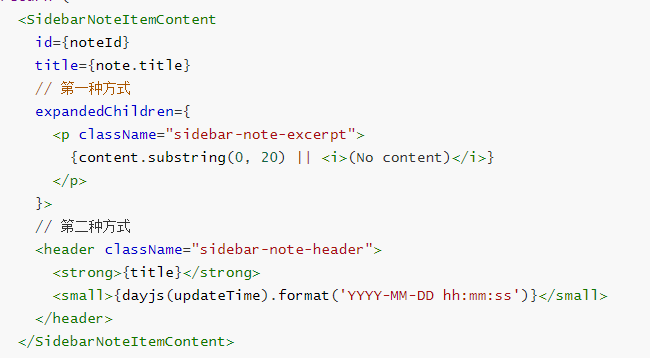 <SidebarNoteItemContent
id={noteId}
title={note.title}
// 第一种方式
expandedChildren={
<p className="sidebar-note-excerpt">
{content.substring(0, 20) || <i>(No content)</i>}
</p>
}>
// 第二种方式
<header className="sidebar-note-header">
<strong>{title}</strong>
<small>{dayjs(updateTime).format('YYYY-MM-DD hh:mm:ss')}</small>
</header>
</SidebarNoteItemContent>